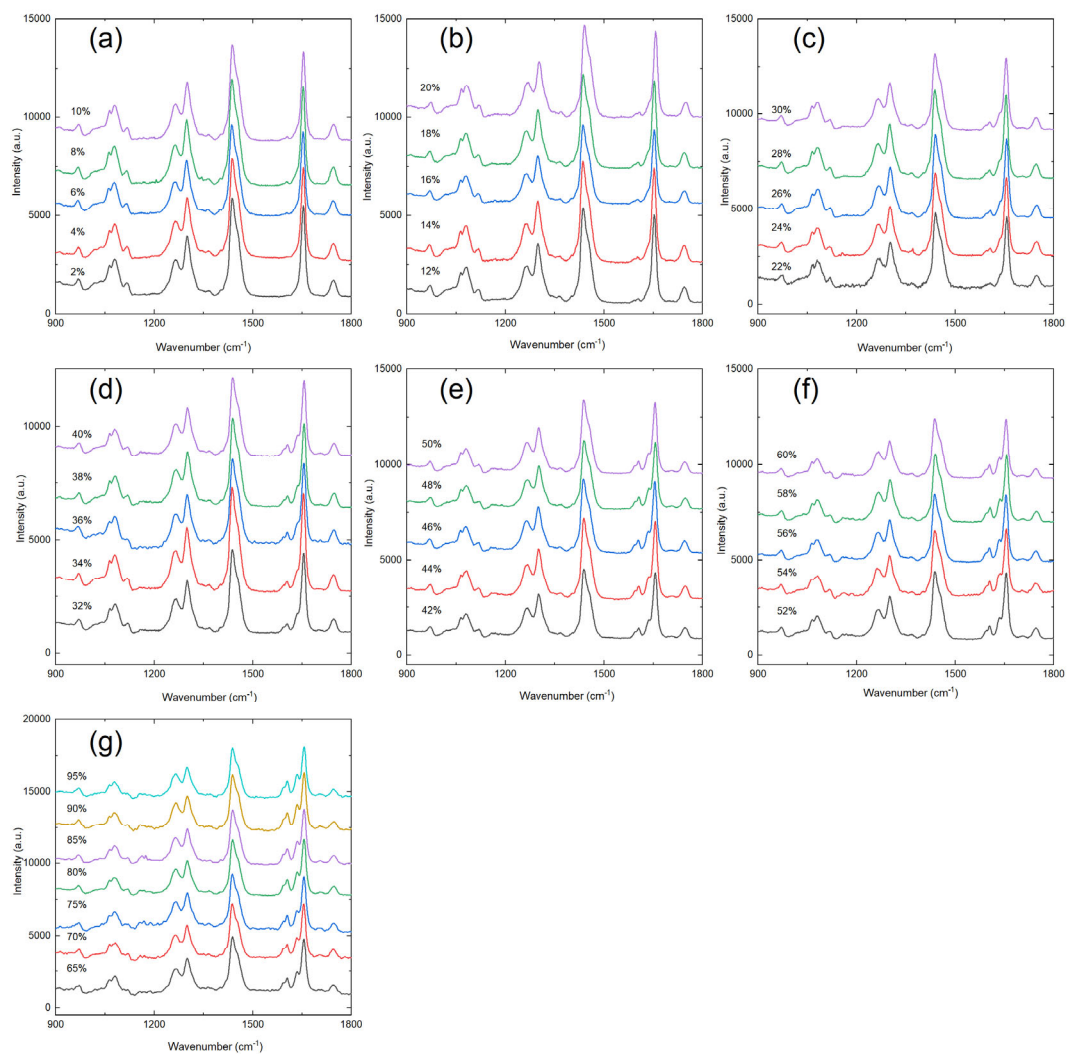 (a)
15000
10000
5000
0
Intensity (a.u.)
10%
8%
6%
4%
2%
900 1200 1500 1800
Wavenumber (cm⁻¹)
(b)
15000
10000
5000
0
Intensity (a.u.)
20%
18%
16%
14%
12%
900 1200 1500 1800
Wavenumber (cm⁻¹)
(c)
15000
10000
5000
0
Intensity (a.u.)
30%
28%
26%
24%
22%
900 1200 1500 1800
Wavenumber (cm⁻¹)
(d)
10000
5000
0
Intensity (a.u.)
40%
38%
36%
34%
32%
900 1200 1500 1800
Wavenumber (cm⁻¹)
(e)
15000
10000
5000
0
Intensity (a.u.)
50%
48%
46%
44%
42%
900 1200 1500 1800
Wavenumber (cm⁻¹)
(f)
15000
10000
5000
0
Intensity (a.u.)
60%
58%
56%
54%
52%
900 1200 1500 1800
Wavenumber (cm⁻¹)
(g)
20000
15000
10000
5000
0
Intensity (a.u.)
95%
90%
85%
80%
75%
70%
65%
900 1200 1500 1800
Wavenumber (cm⁻¹)